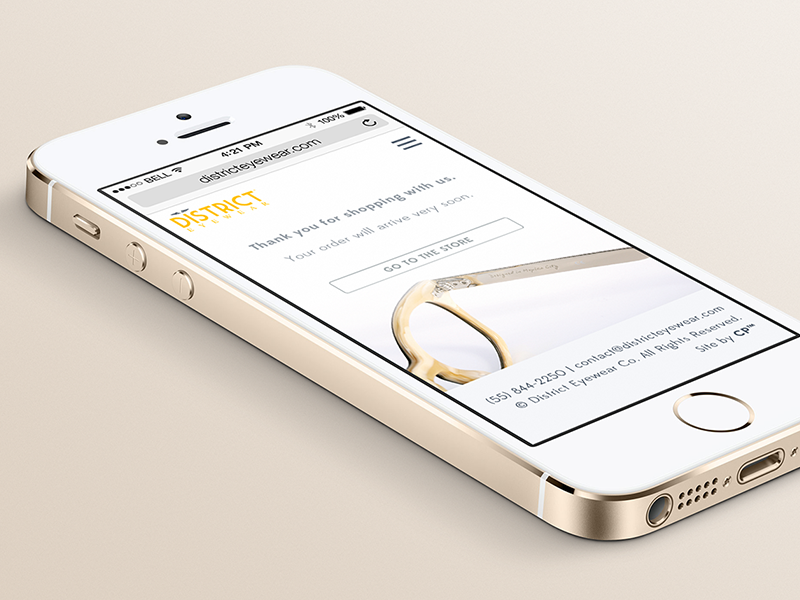 BELL 4:21 PM 100%
districteyewear.com
DISTRICT
EYEWEAR
Thank you for shopping with us.
Your order will arrive very soon.
GO TO THE STORE
(55) 844-2250 | contact@districteyewear.com
© District Eyewear Co. All Rights Reserved.
Site by CP™